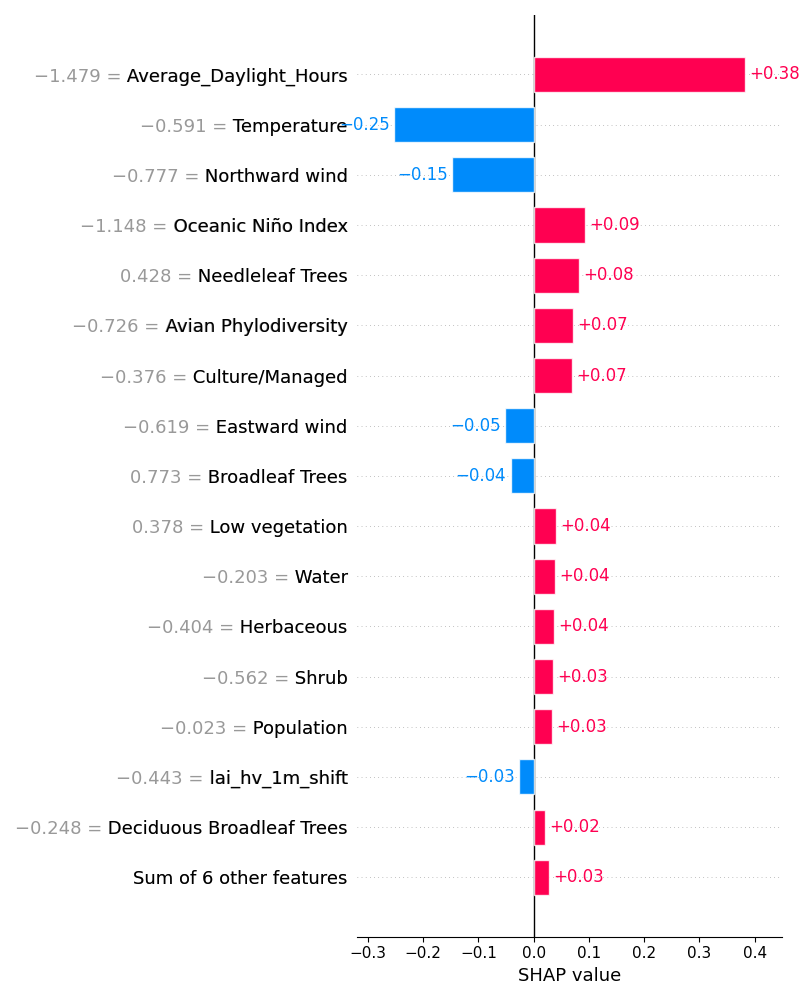 −1.479 = Average_Daylight_Hours +0.38
−0.591 = Temperature −0.25
−0.777 = Northward wind −0.15
−1.148 = Oceanic Niño Index +0.09
0.428 = Needleleaf Trees +0.08
−0.726 = Avian Phylodiversity +0.07
−0.376 = Culture/Managed +0.07
−0.619 = Eastward wind −0.05
0.773 = Broadleaf Trees −0.04
0.378 = Low vegetation +0.04
−0.203 = Water +0.04
−0.404 = Herbaceous +0.04
−0.562 = Shrub +0.03
−0.023 = Population +0.03
−0.443 = lai_hv_1m_shift −0.03
−0.248 = Deciduous Broadleaf Trees +0.02
Sum of 6 other features +0.03
−0.3 −0.2 −0.1 0.0 0.1 0.2 0.3 0.4
SHAP value